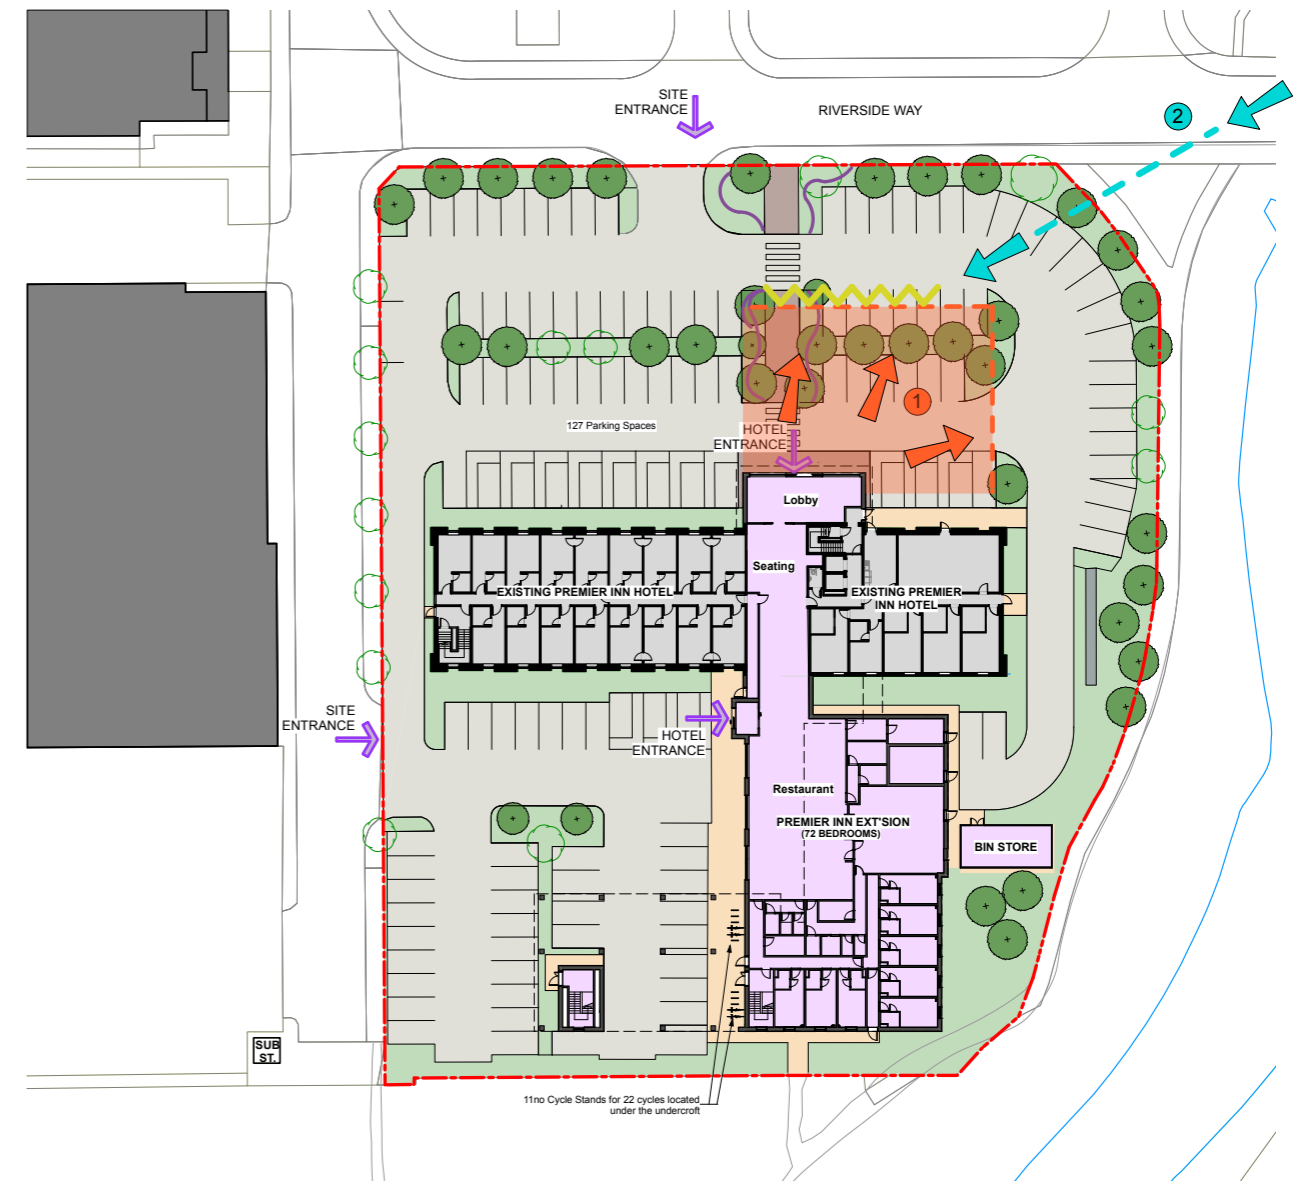 SITE
ENTRANCE
RIVERSIDE WAY
2
1
127 Parking Spaces
HOTEL
ENTRANCE
Lobby
Seating
EXISTING PREMIER INN HOTEL
EXISTING PREMIER
INN HOTEL
SITE
ENTRANCE
HOTEL
ENTRANCE
Restaurant
PREMIER INN EXT'SION
(72 BEDROOMS)
BIN STORE
SUB
ST.
11no Cycle Stands for 22 cycles located
under the undercroft